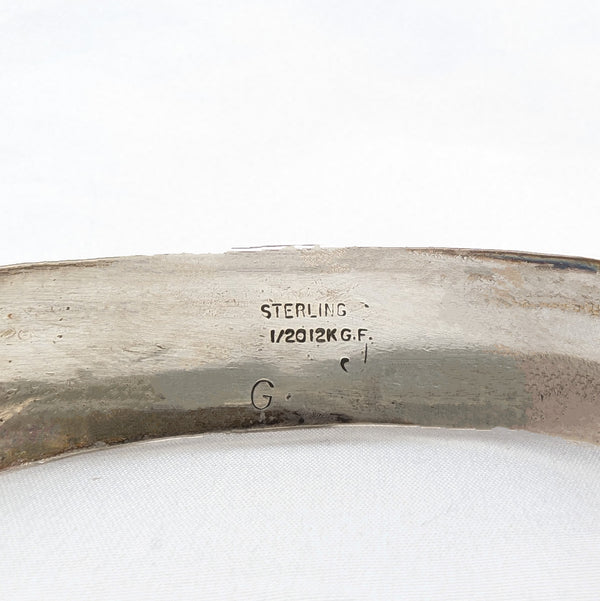 STERLING
1/20 12K G.F.
G.